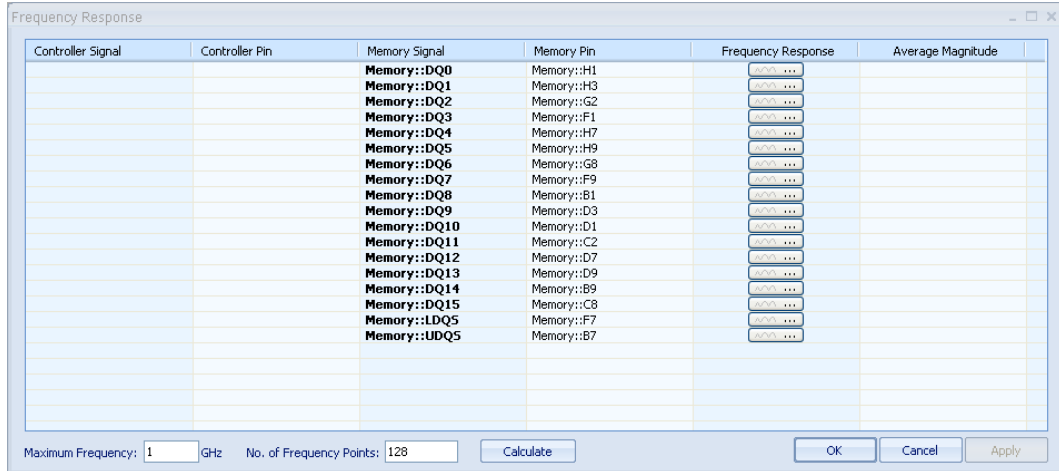 Frequency Response
Controller Signal Controller Pin Memory Signal Memory Pin Frequency Response Average Magnitude
Memory::DQ0 Memory::H1 ...
Memory::DQ1 Memory::H3 ...
Memory::DQ2 Memory::G2 ...
Memory::DQ3 Memory::F1 ...
Memory::DQ4 Memory::H7 ...
Memory::DQ5 Memory::H9 ...
Memory::DQ6 Memory::G8 ...
Memory::DQ7 Memory::F9 ...
Memory::DQ8 Memory::B1 ...
Memory::DQ9 Memory::D3 ...
Memory::DQ10 Memory::D1 ...
Memory::DQ11 Memory::C2 ...
Memory::DQ12 Memory::D7 ...
Memory::DQ13 Memory::D9 ...
Memory::DQ14 Memory::B9 ...
Memory::DQ15 Memory::C8 ...
Memory::LDQS Memory::F7 ...
Memory::UDQS Memory::B7 ...
Maximum Frequency: 1 GHz No. of Frequency Points: 128 Calculate OK Cancel Apply